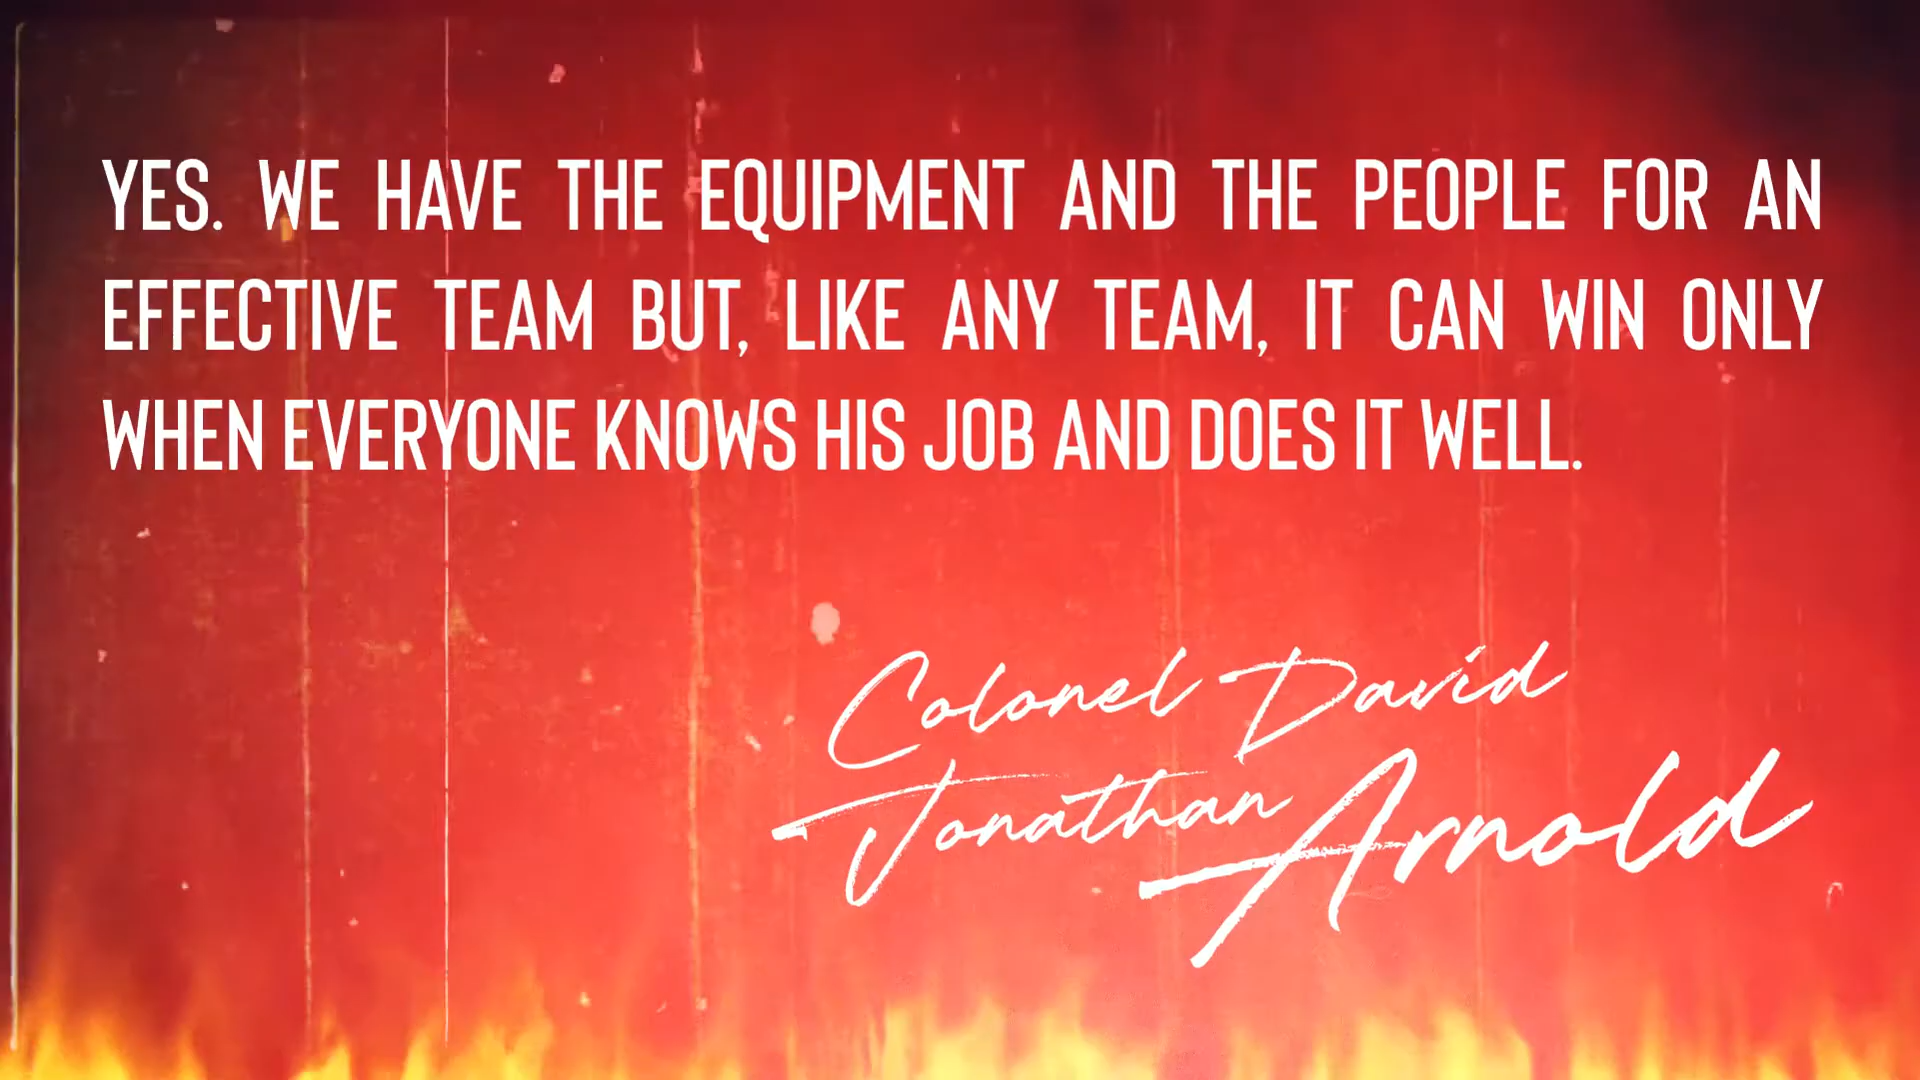 YES. WE HAVE THE EQUIPMENT AND THE PEOPLE FOR AN
EFFECTIVE TEAM BUT, LIKE ANY TEAM, IT CAN WIN ONLY
WHEN EVERYONE KNOWS HIS JOB AND DOES IT WELL.
Colonel David
Jonathan Arnold